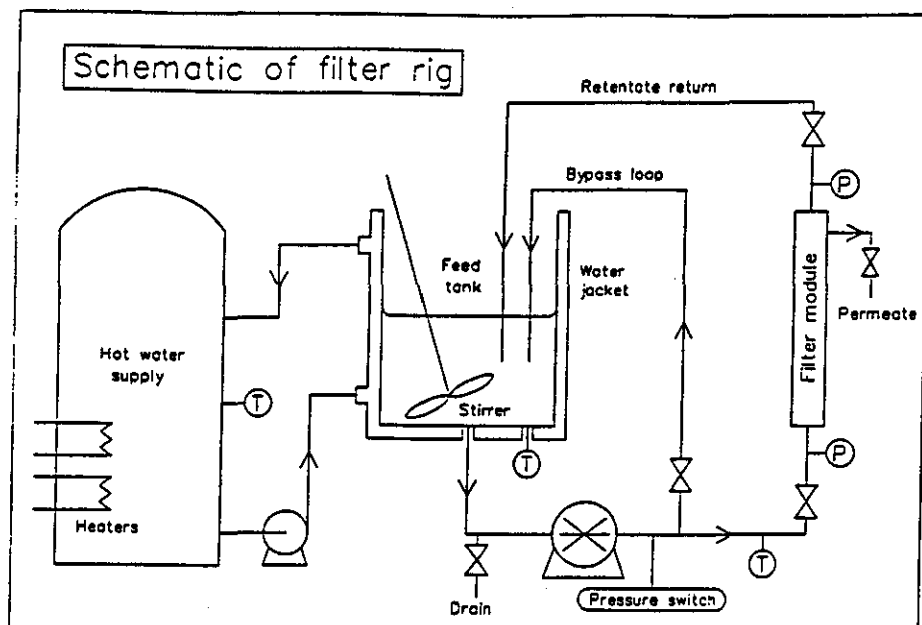 Schematic of filter rig
Retentate return
Bypass loop
P
Feed
tank
Water
jacket
Filter module
Permeate
Hot water
supply
T
Stirrer
T
P
Heaters
T
Drain
Pressure switch